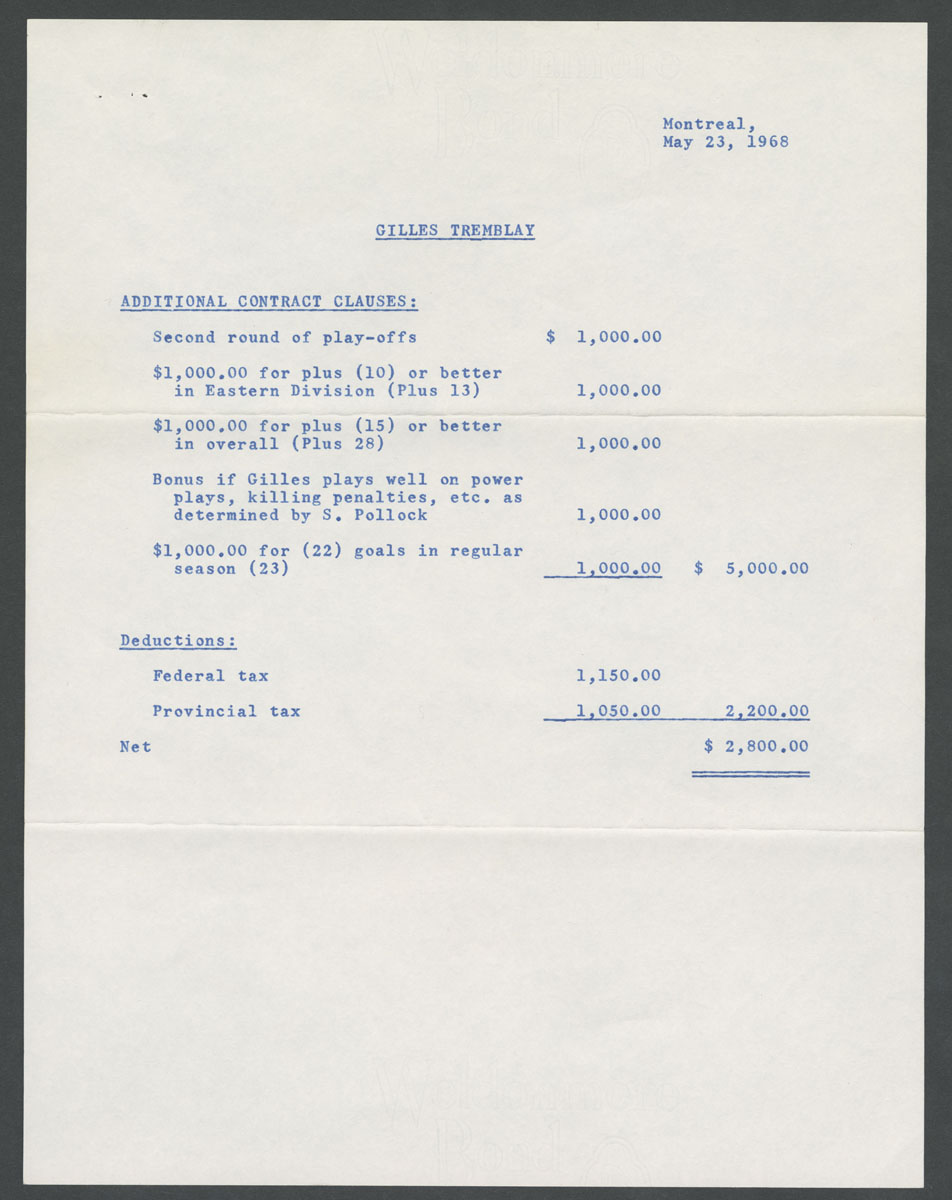 Montreal,
May 23, 1968
GILLES TREMBLAY
ADDITIONAL CONTRACT CLAUSES:
Second round of play-offs $ 1,000.00
$1,000.00 for plus (10) or better
in Eastern Division (Plus 13) 1,000.00
$1,000.00 for plus (15) or better
in overall (Plus 28) 1,000.00
Bonus if Gilles plays well on power
plays, killing penalties, etc. as
determined by S. Pollock 1,000.00
$1,000.00 for (22) goals in regular
season (23) 1,000.00 $ 5,000.00
Deductions:
Federal tax 1,150.00
Provincial tax 1,050.00 2,200.00
Net $ 2,800.00